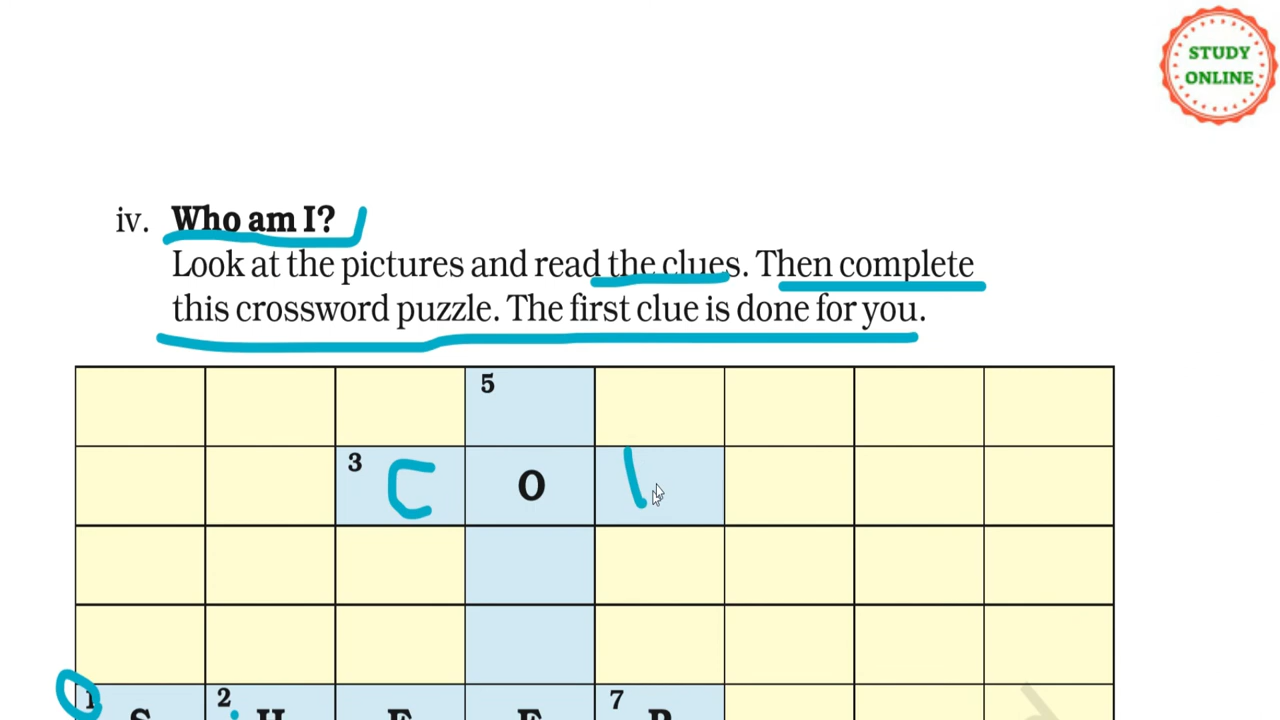 STUDY
ONLINE
iv. Who am I?
Look at the pictures and read the clues. Then complete
this crossword puzzle. The first clue is done for you.
5
3 C O
1 S 2 H E E 7 P